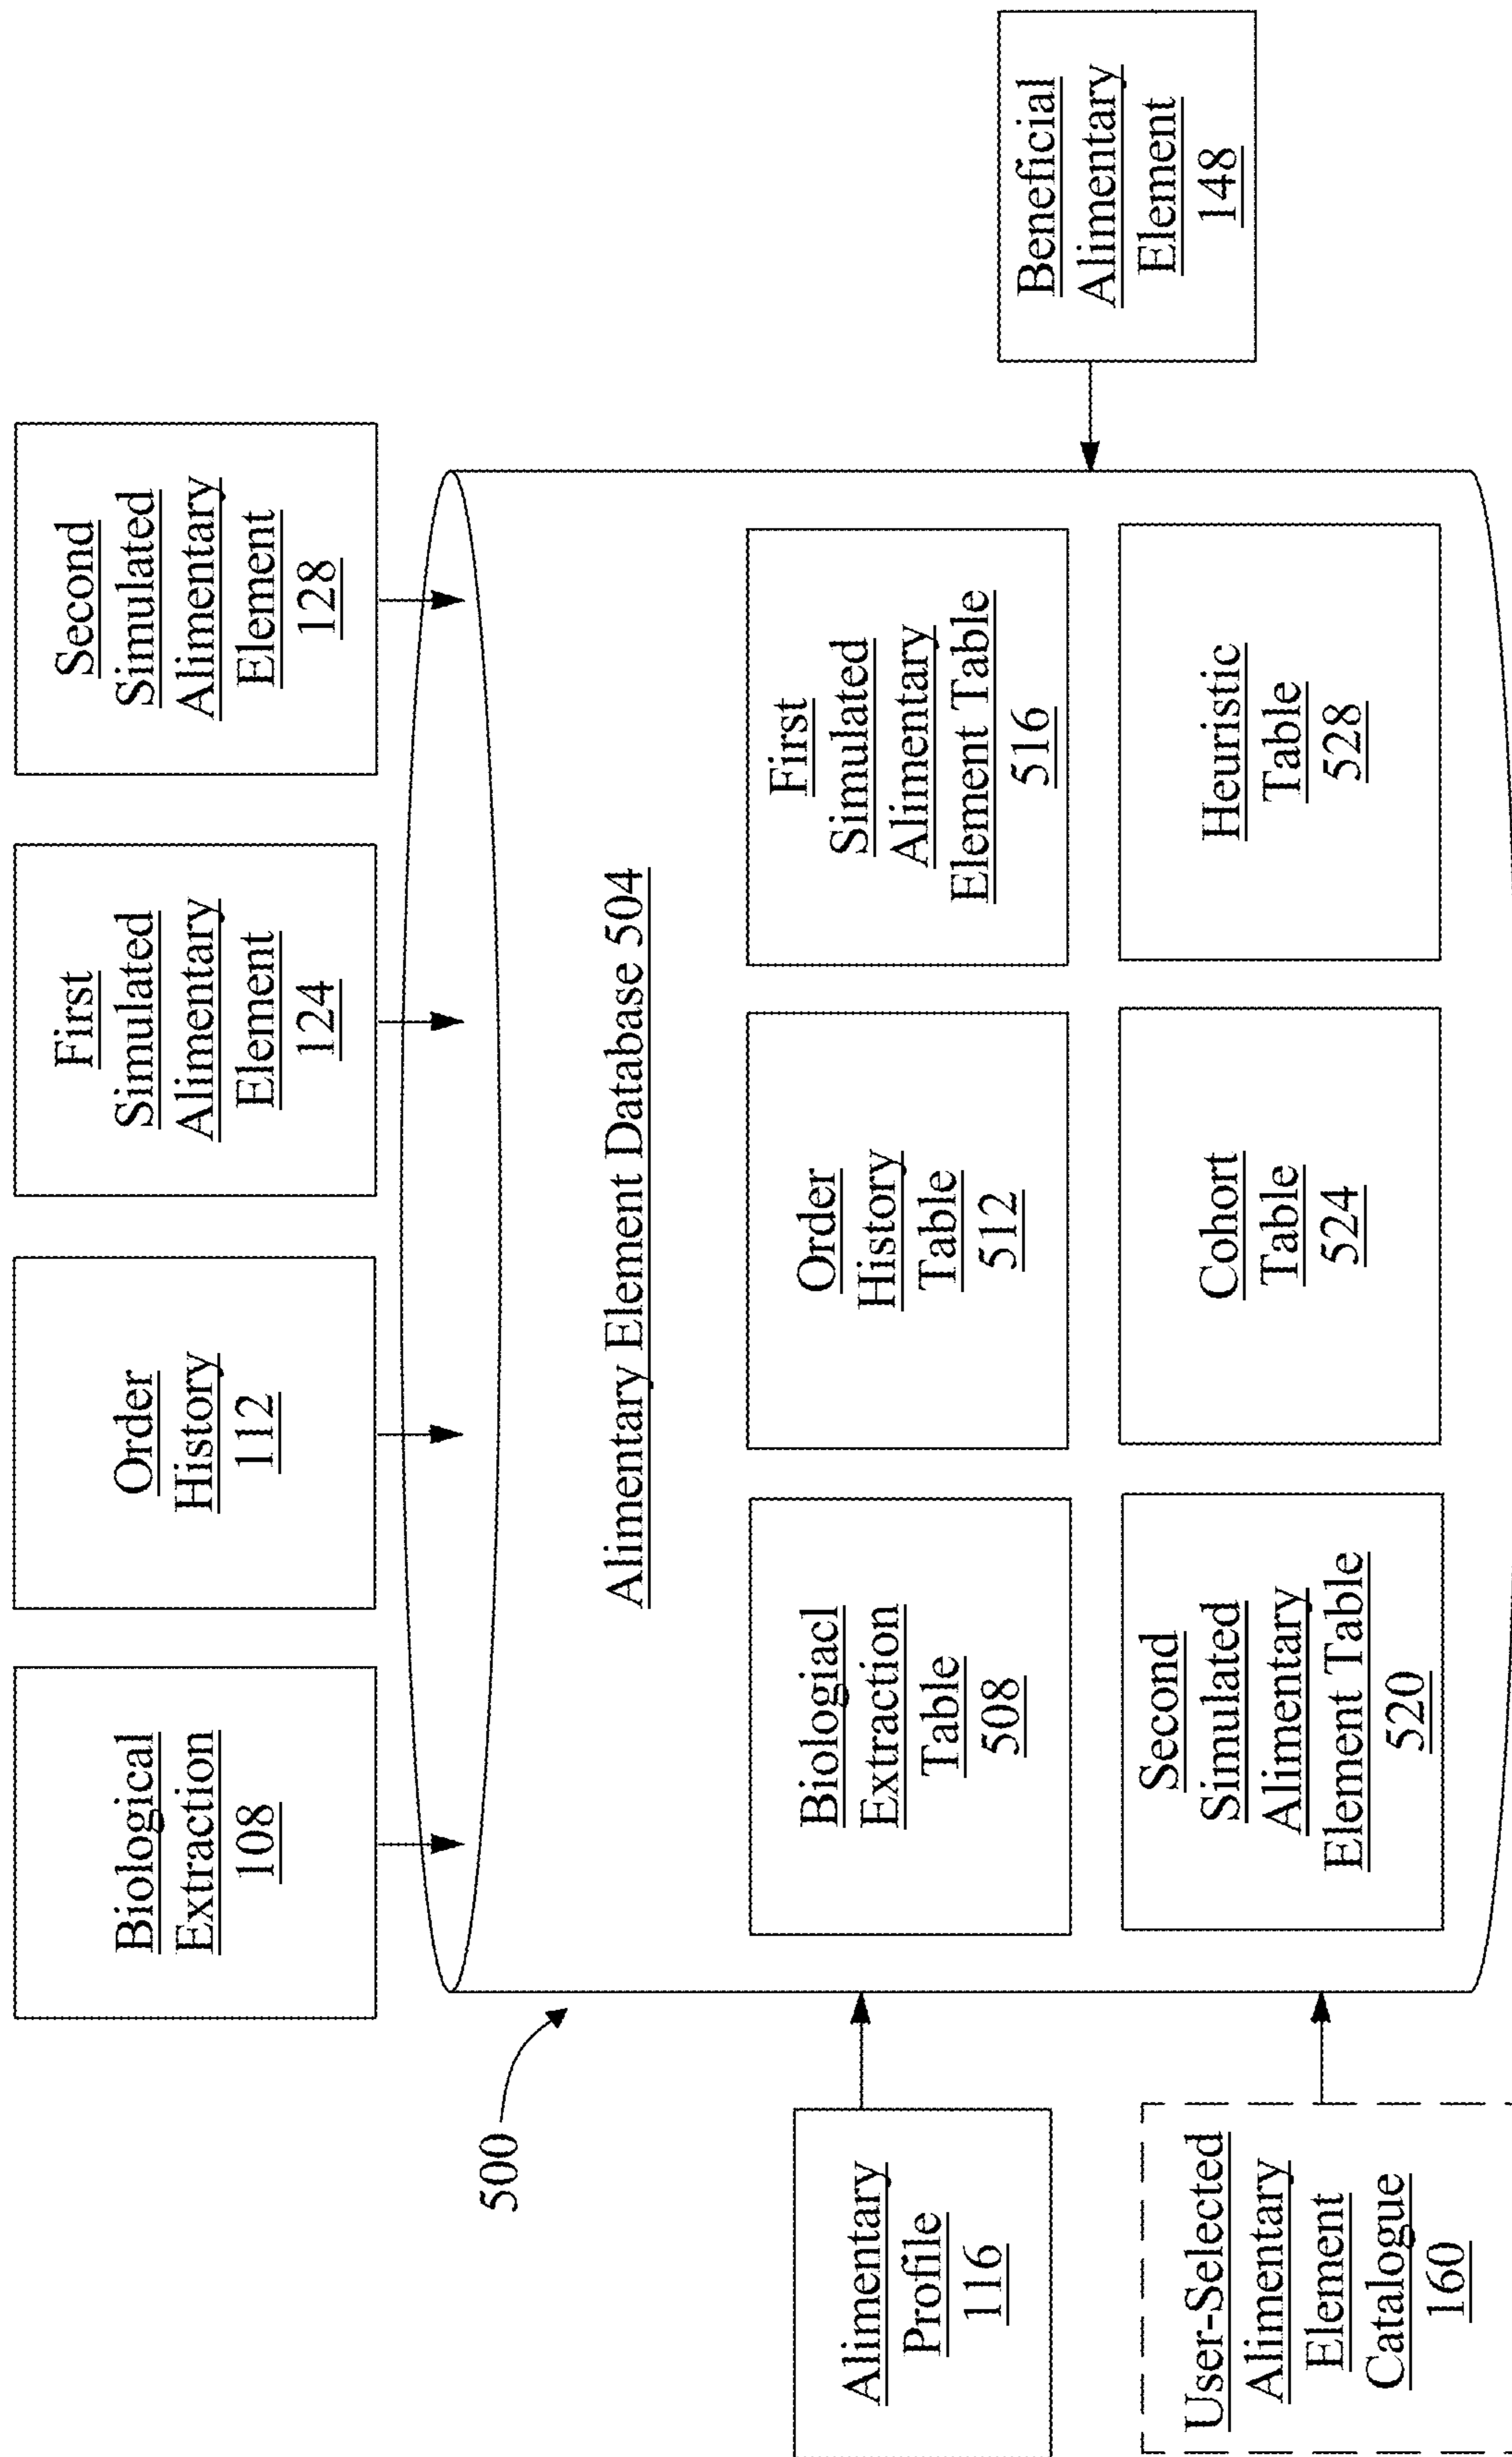 Biological
Extraction
108
Order
History
112
First
Simulated
Alimentary
Element
124
Second
Simulated
Alimentary
Element
128
500
Alimentary Element Database 504
Alimentary
Profile
116
Biologiacl
Extraction
Table
508
Order
History
Table
512
First
Simulated
Alimentary
Element Table
516
Beneficial
Alimentary
Element
148
User-Selected
Alimentary
Element
Catalogue
160
Second
Simulated
Alimentary
Element Table
520
Cohort
Table
524
Heuristic
Table
528